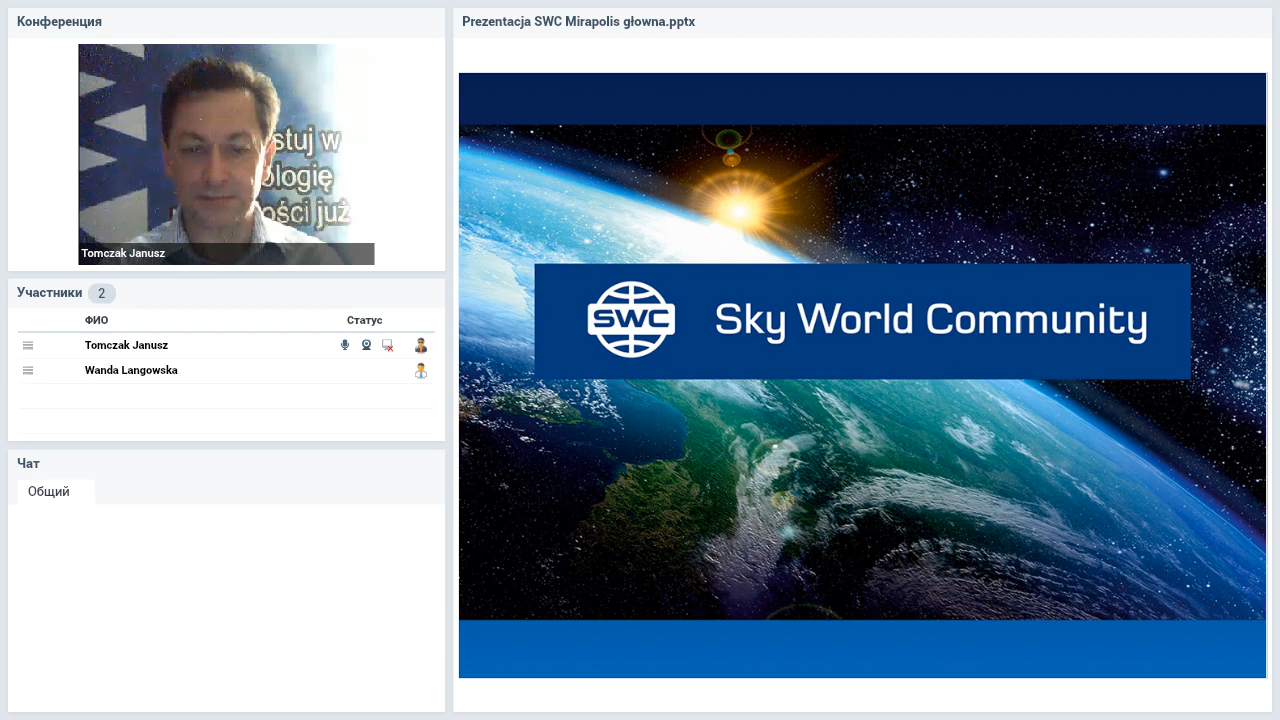 Конференция
stuj w
ologię
ości już
Tomczak Janusz
Участники 2
ФИО Статус
Tomczak Janusz
Wanda Langowska
Чат
Общий
Prezentacja SWC Mirapolis głowna.pptx
SWC Sky World Community